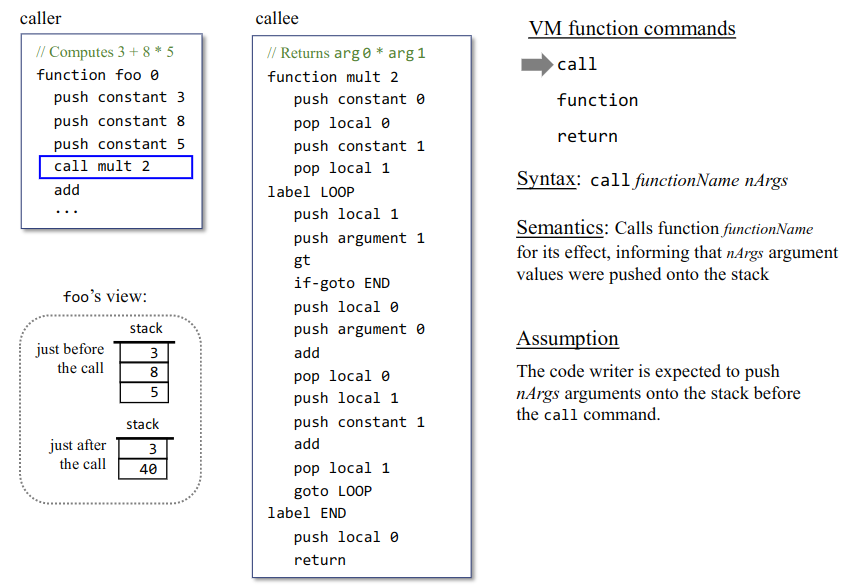 caller
// Computes 3 + 8 * 5
function foo 0
push constant 3
push constant 8
push constant 5
call mult 2
add
...
foo's view:
stack
just before
the call
3
8
5
stack
just after
the call
3
40
callee
// Returns arg 0 * arg 1
function mult 2
push constant 0
pop local 0
push constant 1
pop local 1
label LOOP
push local 1
push argument 1
gt
if-goto END
push local 0
push argument 0
add
pop local 0
push local 1
push constant 1
add
pop local 1
goto LOOP
label END
push local 0
return
VM function commands
call
function
return
Syntax: call functionName nArgs
Semantics: Calls function functionName
for its effect, informing that nArgs argument
values were pushed onto the stack
Assumption
The code writer is expected to push
nArgs arguments onto the stack before
the call command.